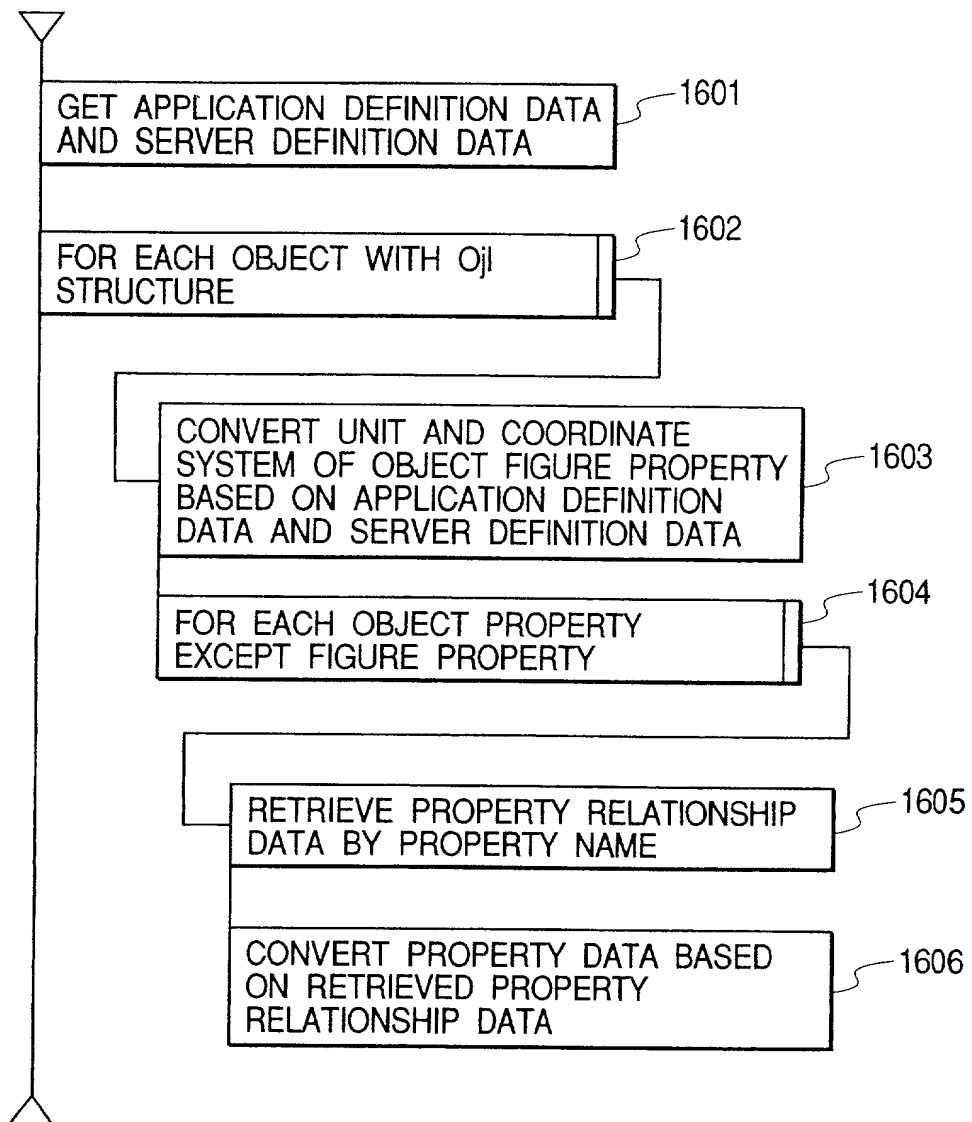 GET APPLICATION DEFINITION DATA
AND SERVER DEFINITION DATA
1601
FOR EACH OBJECT WITH Ojl
STRUCTURE
1602
CONVERT UNIT AND COORDINATE
SYSTEM OF OBJECT FIGURE PROPERTY
BASED ON APPLICATION DEFINITION
DATA AND SERVER DEFINITION DATA
1603
FOR EACH OBJECT PROPERTY
EXCEPT FIGURE PROPERTY
1604
RETRIEVE PROPERTY RELATIONSHIP
DATA BY PROPERTY NAME
1605
CONVERT PROPERTY DATA BASED
ON RETRIEVED PROPERTY
RELATIONSHIP DATA
1606